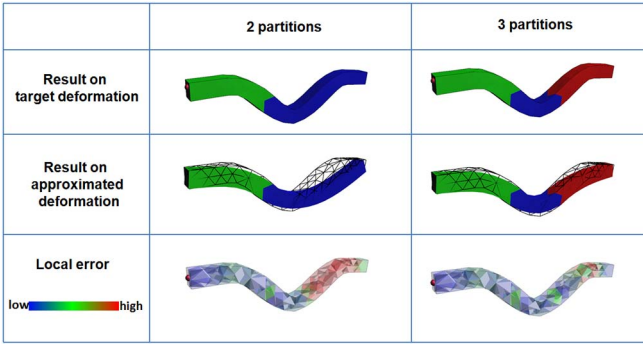 2 partitions
3 partitions
Result on
target deformation
Result on
approximated
deformation
Local error
low
high